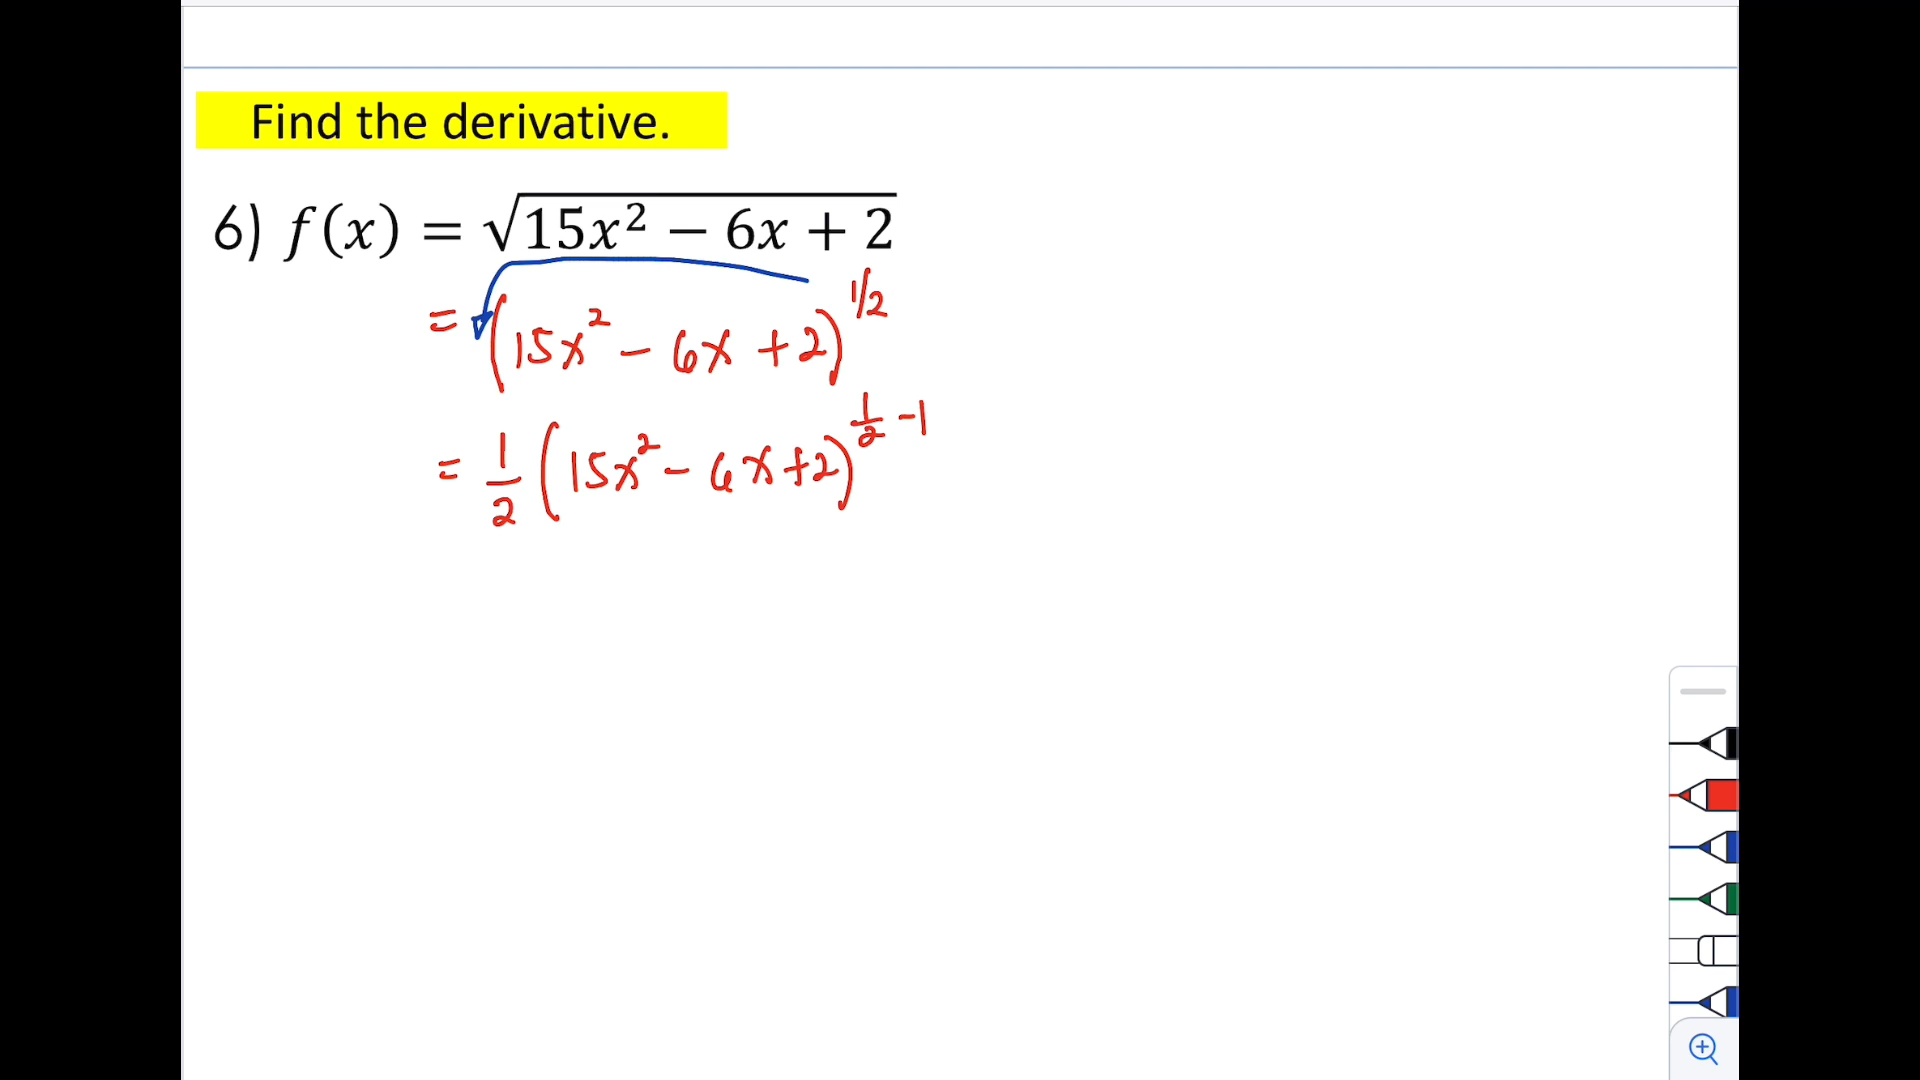 Find the derivative.
6) f(x) = √15x² − 6x + 2
= (15x² − 6x + 2)^1/2
= 1/2 (15x² − 6x + 2)^1/2 − 1